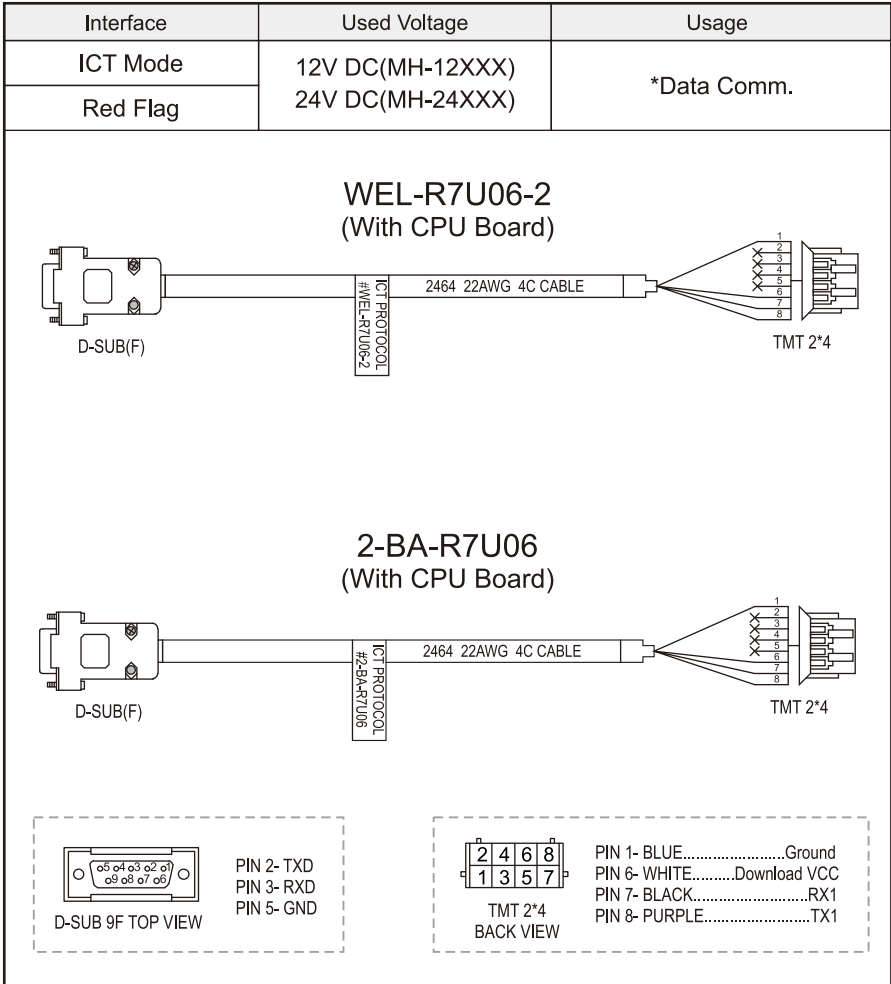 Interface Used Voltage Usage
ICT Mode
12V DC(MH-12XXX)
*Data Comm.
Red Flag
24V DC(MH-24XXX)
WEL-R7U06-2
(With CPU Board)
D-SUB(F)
ICT PROTOCOL
#WEL-R7U06-2
2464 22AWG 4C CABLE
1
2
3
4
5
6
7
8
TMT 2*4
2-BA-R7U06
(With CPU Board)
D-SUB(F)
ICT PROTOCOL
#2-BA-R7U06
2464 22AWG 4C CABLE
1
2
3
4
5
6
7
8
TMT 2*4
5 4 3 2 1
9 8 7 6
D-SUB 9F TOP VIEW
PIN 2- TXD
PIN 3- RXD
PIN 5- GND
2 4 6 8
1 3 5 7
TMT 2*4
BACK VIEW
PIN 1- BLUE.......................Ground
PIN 6- WHITE.........Download VCC
PIN 7- BLACK..........................RX1
PIN 8- PURPLE........................TX1